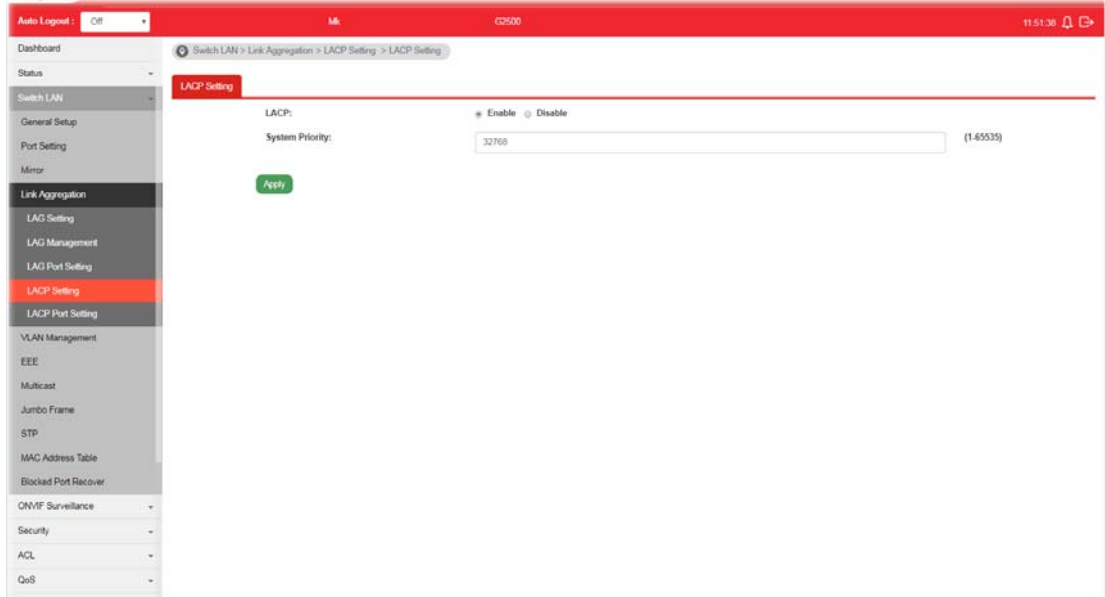 Auto Logout : Off Mk G2500 11:51:38
Dashboard
Switch LAN > Link Aggregation > LACP Setting > LACP Setting
Status
LACP Setting
Switch LAN
LACP: Enable Disable
General Setup
System Priority: 32768 (1-65535)
Port Setting
Mirror
Apply
Link Aggregation
LAG Setting
LAG Management
LAG Port Setting
LACP Setting
LACP Port Setting
VLAN Management
EEE
Multicast
Jumbo Frame
STP
MAC Address Table
Blocked Port Recover
ONVIF Surveillance
Security
ACL
QoS